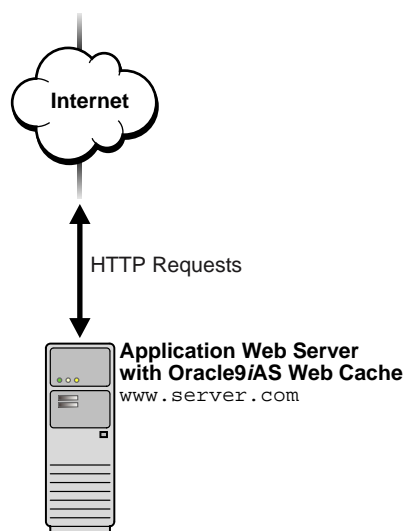 Internet
HTTP Requests
Application Web Server
with Oracle9iAS Web Cache
www.server.com